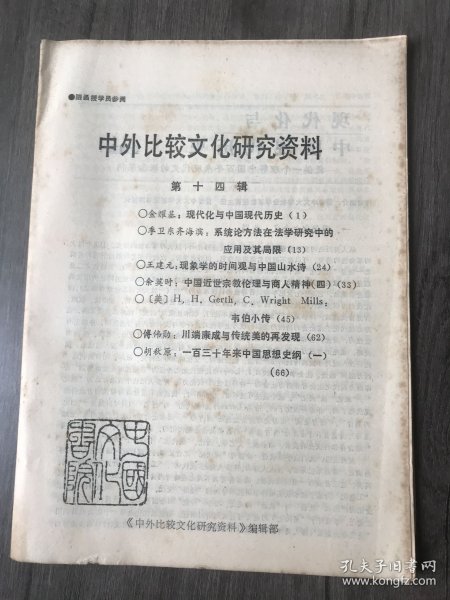 ●供函授学员参阅
中外比较文化研究资料
第十四辑
○金耀基：现代化与中国现代历史（1）
○季卫东齐海滨：系统论方法在法学研究中的
应用及其局限（13）
○王建元：现象学的时间观与中国山水诗（24）
○余英时：中国近世宗教伦理与商人精神（四）（33）
○〔美〕H．H．Gerth，C．Wright Mills：
韦伯小传（45）
○傅伟勋：川端康成与传统美的再发现（62）
○胡秋原：一百三十年来中国思想史纲（一）
（66）
中国文化书院
《中外比较文化研究资料》编辑部
孔夫子旧书网
www.kongfz.com